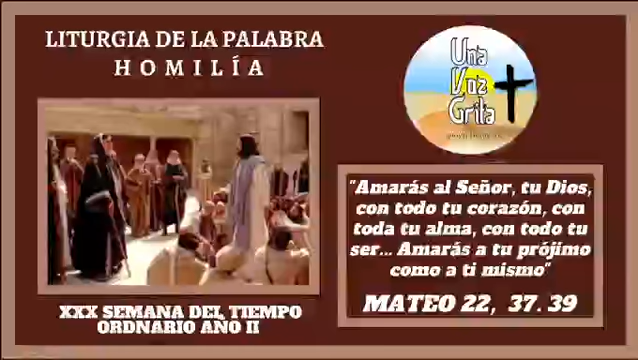 LITURGIA DE LA PALABRA
HOMILÍA
Una
Voz
Grita
"Amarás al Señor, tu Dios,
con todo tu corazón, con
toda tu alma, con todo tu
ser... Amarás a tu prójimo
como a ti mismo"
MATEO 22, 37. 39
XXX SEMANA DEL TIEMPO
ORDNARIO AÑO II